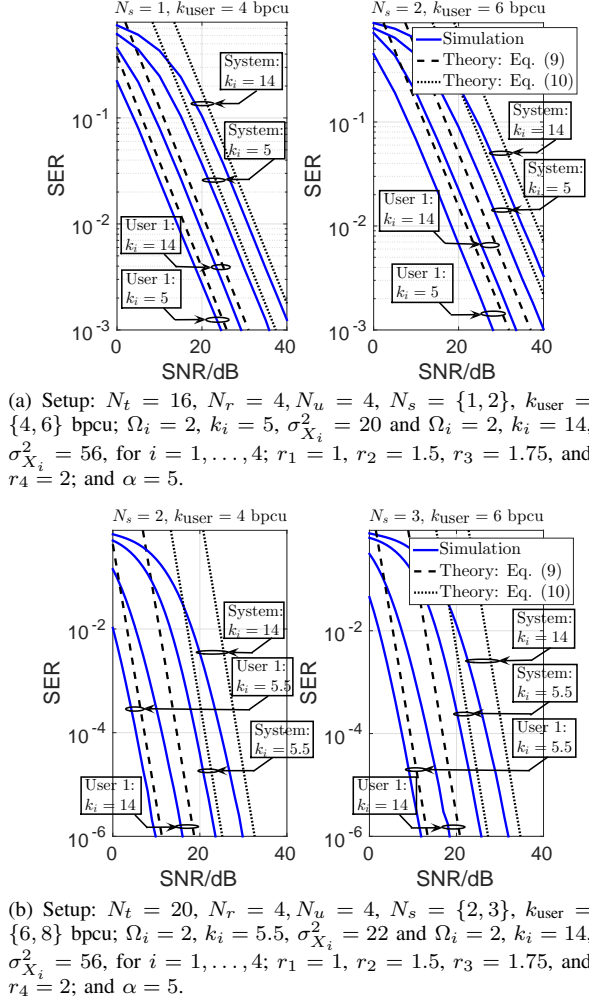 N_s = 1, k_user = 4 bpcu
N_s = 2, k_user = 6 bpcu
Simulation
Theory: Eq. (9)
Theory: Eq. (10)
System:
k_i = 14
System:
k_i = 5
User 1:
k_i = 14
User 1:
k_i = 5
SER
10^-1
10^-2
10^-3
0 20 40
SNR/dB
System:
k_i = 14
System:
k_i = 5
User 1:
k_i = 14
User 1:
k_i = 5
SER
10^-1
10^-2
10^-3
0 20 40
SNR/dB
(a) Setup: N_t = 16, N_r = 4, N_u = 4, N_s = {1, 2}, k_user =
{4, 6} bpcu; Ω_i = 2, k_i = 5, σ²_{X_i} = 20 and Ω_i = 2, k_i = 14,
σ²_{X_i} = 56, for i = 1, . . . , 4; r_1 = 1, r_2 = 1.5, r_3 = 1.75, and
r_4 = 2; and α = 5.
N_s = 2, k_user = 4 bpcu
N_s = 3, k_user = 6 bpcu
Simulation
Theory: Eq. (9)
Theory: Eq. (10)
System:
k_i = 14
User 1:
k_i = 5.5
System:
k_i = 5.5
User 1:
k_i = 14
SER
10^-2
10^-4
10^-6
0 20 40
SNR/dB
System:
k_i = 14
System:
k_i = 5.5
User 1:
k_i = 5.5
User 1:
k_i = 14
SER
10^-2
10^-4
10^-6
0 20 40
SNR/dB
(b) Setup: N_t = 20, N_r = 4, N_u = 4, N_s = {2, 3}, k_user =
{6, 8} bpcu; Ω_i = 2, k_i = 5.5, σ²_{X_i} = 22 and Ω_i = 2, k_i = 14,
σ²_{X_i} = 56, for i = 1, . . . , 4; r_1 = 1, r_2 = 1.5, r_3 = 1.75, and
r_4 = 2; and α = 5.